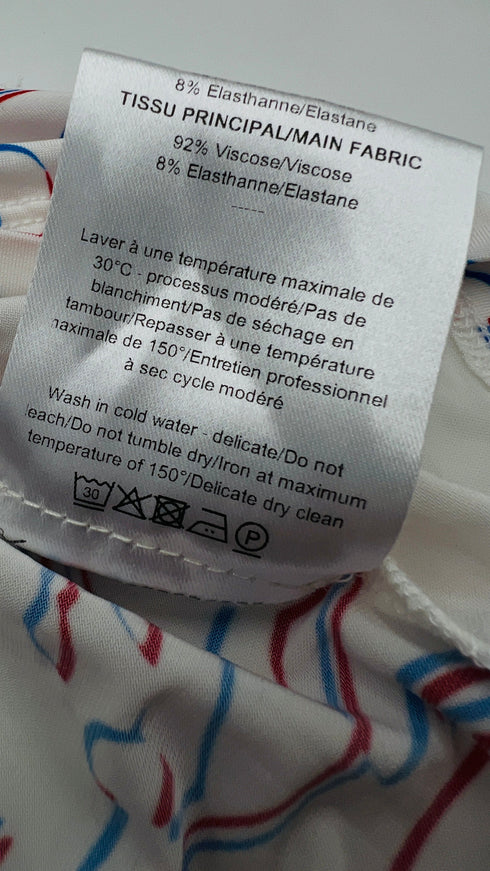 8% Elasthanne/Elastane
TISSU PRINCIPAL/MAIN FABRIC
92% Viscose/Viscose
8% Elasthanne/Elastane
-----
Laver à une température maximale de
30°C - processus modéré/Pas de
blanchiment/Pas de séchage en
tambour/Repasser à une température
maximale de 150°/Entretien professionnel
à sec cycle modéré
Wash in cold water - delicate/Do not
leach/Do not tumble dry/Iron at maximum
temperature of 150°/Delicate dry clean
30 P